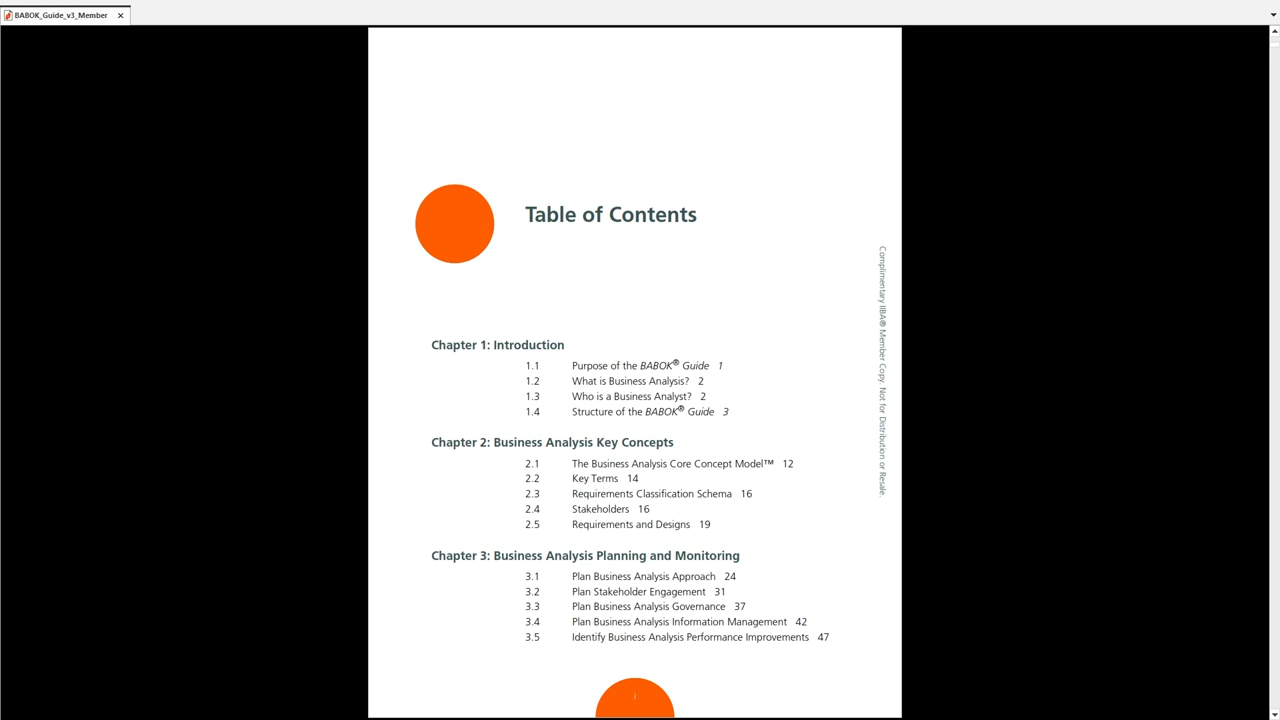 BABOK_Guide_v3_Member
Table of Contents
Chapter 1: Introduction
1.1 Purpose of the BABOK® Guide 1
1.2 What is Business Analysis? 2
1.3 Who is a Business Analyst? 2
1.4 Structure of the BABOK® Guide 3
Chapter 2: Business Analysis Key Concepts
2.1 The Business Analysis Core Concept Model™ 12
2.2 Key Terms 14
2.3 Requirements Classification Schema 16
2.4 Stakeholders 16
2.5 Requirements and Designs 19
Chapter 3: Business Analysis Planning and Monitoring
3.1 Plan Business Analysis Approach 24
3.2 Plan Stakeholder Engagement 31
3.3 Plan Business Analysis Governance 37
3.4 Plan Business Analysis Information Management 42
3.5 Identify Business Analysis Performance Improvements 47
i
Complimentary IIBA® Member Copy. Not for Distribution or Resale.